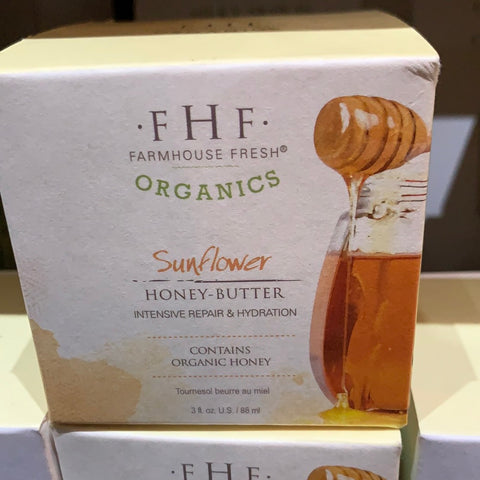 ·FHF·
FARMHOUSE FRESH®
ORGANICS
Sunflower
HONEY-BUTTER
INTENSIVE REPAIR & HYDRATION
CONTAINS
ORGANIC HONEY
Tournesol beurre au miel
3 fl. oz. U.S. / 88 ml
·FHF·